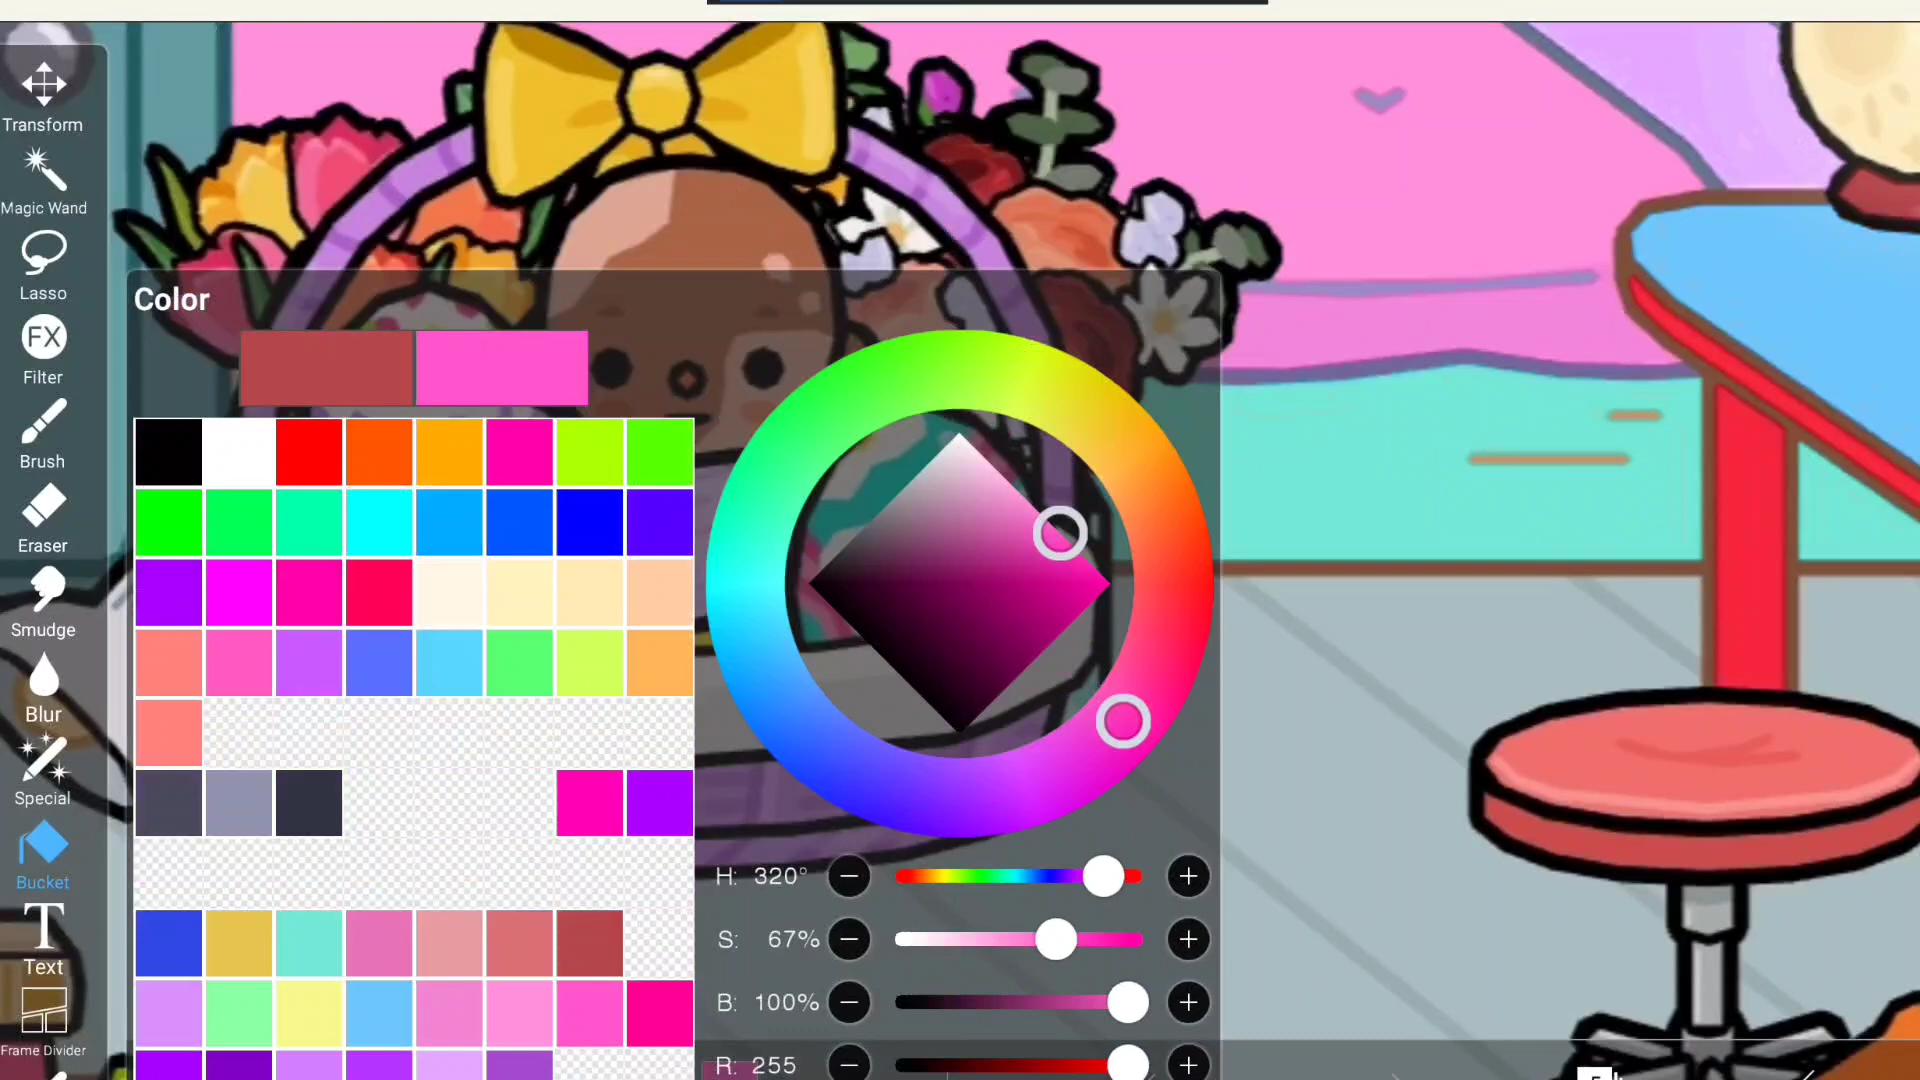 Transform
Magic Wand
Lasso
FX
Filter
Brush
Eraser
Smudge
Blur
Special
Bucket
T
Text
Frame Divider
Color
H: 320°
S: 67%
B: 100%
R: 255